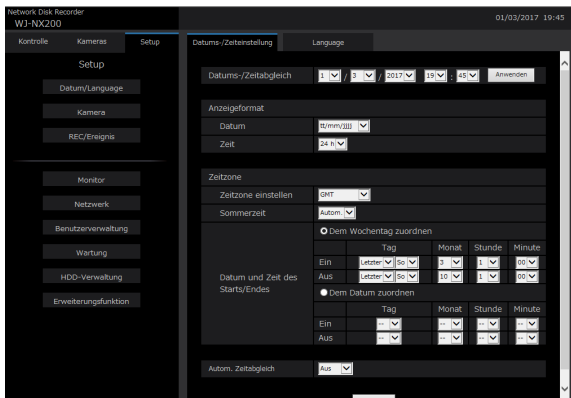 Network Disk Recorder
WJ-NX200
01/03/2017 19:45
Kontrolle Kameras Setup
Datums-/Zeiteinstellung Language
Setup
Datum/Language
Kamera
REC/Ereignis
Monitor
Netzwerk
Benutzerverwaltung
Wartung
HDD-Verwaltung
Erweiterungsfunktion
Datums-/Zeitabgleich 1 / 3 / 2017 19 : 45 Anwenden
Anzeigeformat
Datum tt/mm/jjjj
Zeit 24 h
Zeitzone
Zeitzone einstellen GMT
Sommerzeit Autom.
Datum und Zeit des
Starts/Endes
Dem Wochentag zuordnen
Tag Monat Stunde Minute
Ein Letzter So 3 1 00
Aus Letzter So 10 1 00
Dem Datum zuordnen
Tag Monat Stunde Minute
Ein -- -- -- --
Aus -- -- -- --
Autom. Zeitabgleich Aus